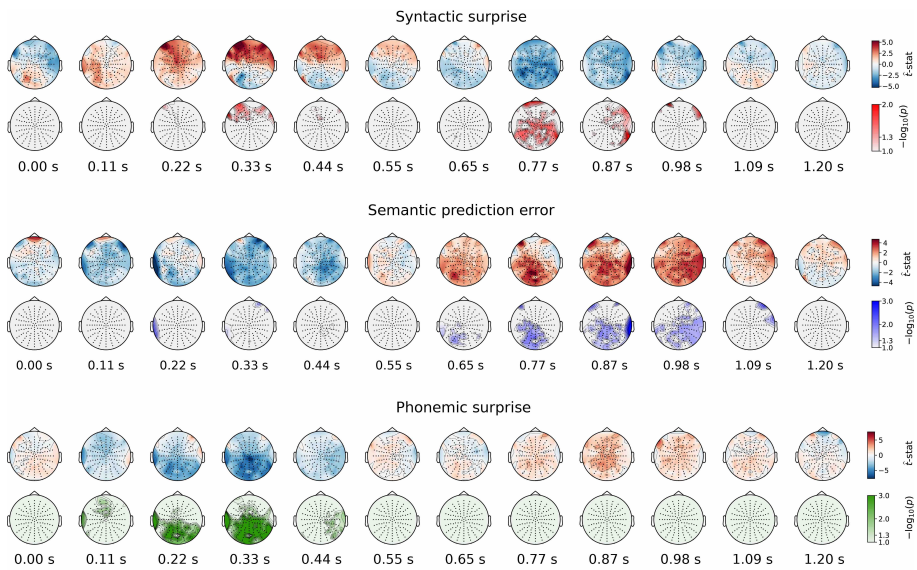 Syntactic surprise
5.0
2.5
0.0
−2.5
−5.0
t̂-stat
2.0
1.3
1.0
−log₁₀(p)
0.00 s 0.11 s 0.22 s 0.33 s 0.44 s 0.55 s 0.65 s 0.77 s 0.87 s 0.98 s 1.09 s 1.20 s
Semantic prediction error
4
2
0
−2
−4
t̂-stat
3.0
2.0
1.3
1.0
−log₁₀(p)
0.00 s 0.11 s 0.22 s 0.33 s 0.44 s 0.55 s 0.65 s 0.77 s 0.87 s 0.98 s 1.09 s 1.20 s
Phonemic surprise
5
0
−5
t̂-stat
3.0
2.0
1.3
1.0
−log₁₀(p)
0.00 s 0.11 s 0.22 s 0.33 s 0.44 s 0.55 s 0.65 s 0.77 s 0.87 s 0.98 s 1.09 s 1.20 s